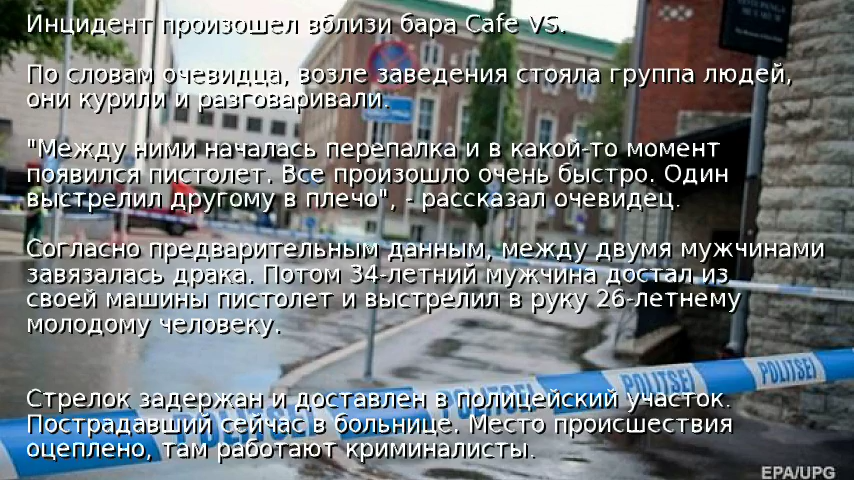 Инцидент произошел вблизи бара Cafe VS.
По словам очевидца, возле заведения стояла группа людей,
они курили и разговаривали.
"Между ними началась перепалка и в какой-то момент
появился пистолет. Все произошло очень быстро. Один
выстрелил другому в плечо", - рассказал очевидец.
Согласно предварительным данным, между двумя мужчинами
завязалась драка. Потом 34-летний мужчина достал из
своей машины пистолет и выстрелил в руку 26-летнему
молодому человеку.
Стрелок задержан и доставлен в полицейский участок.
Пострадавший сейчас в больнице. Место происшествия
оцеплено, там работают криминалисты.
POLITSEI POLITSEI POLITSEI POLITSEI
EPA/UPG